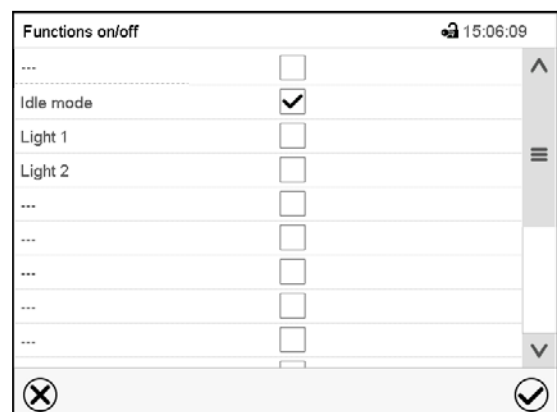 Functions on/off 15:06:09
---
Idle mode
Light 1
Light 2
---
---
---
---
---